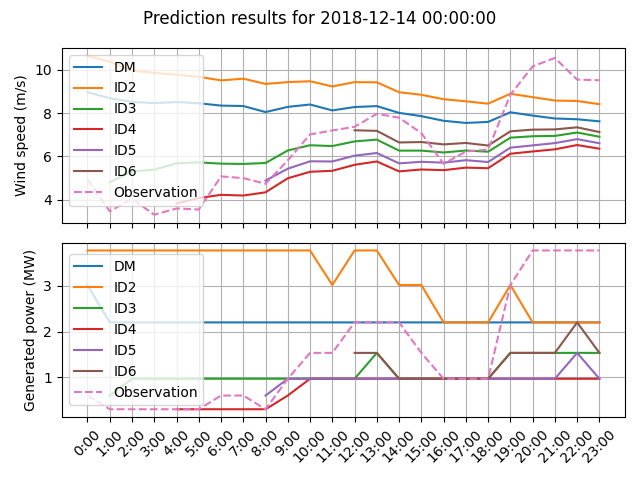 Prediction results for 2018-12-14 00:00:00
Wind speed (m/s)
10
8
6
4
DM
ID2
ID3
ID4
ID5
ID6
Observation
Generated power (MW)
3
2
1
DM
ID2
ID3
ID4
ID5
ID6
Observation
0:00 1:00 2:00 3:00 4:00 5:00 6:00 7:00 8:00 9:00 10:00 11:00 12:00 13:00 14:00 15:00 16:00 17:00 18:00 19:00 20:00 21:00 22:00 23:00